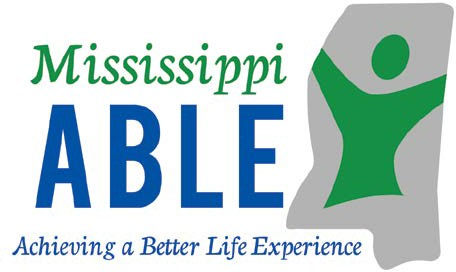 Mississippi
ABLE
Achieving a Better Life Experience